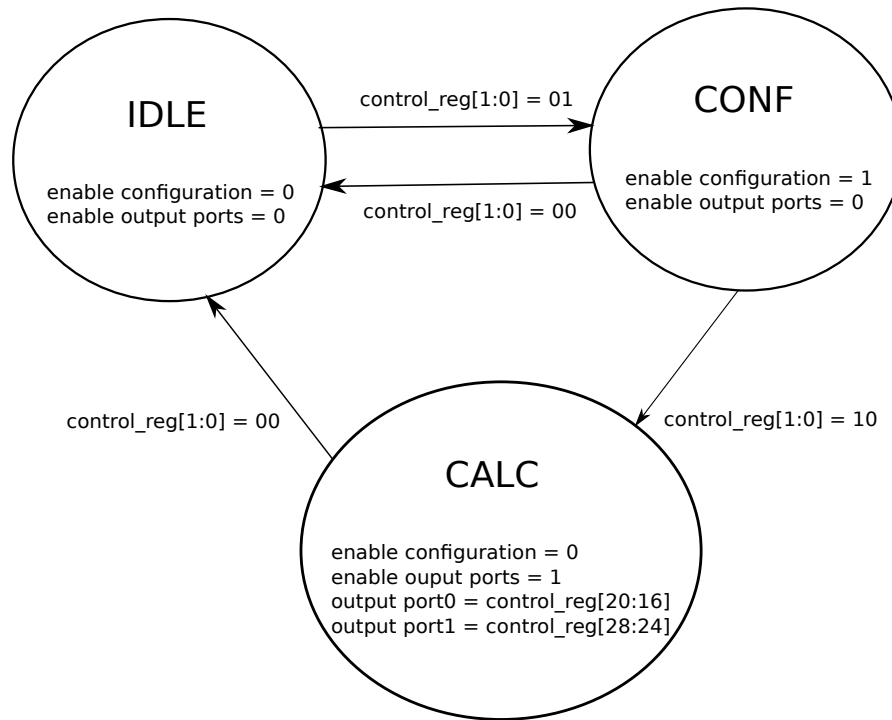 IDLE
enable configuration = 0
enable output ports = 0
control_reg[1:0] = 01
control_reg[1:0] = 00
CONF
enable configuration = 1
enable output ports = 0
control_reg[1:0] = 00
control_reg[1:0] = 10
CALC
enable configuration = 0
enable ouput ports = 1
output port0 = control_reg[20:16]
output port1 = control_reg[28:24]